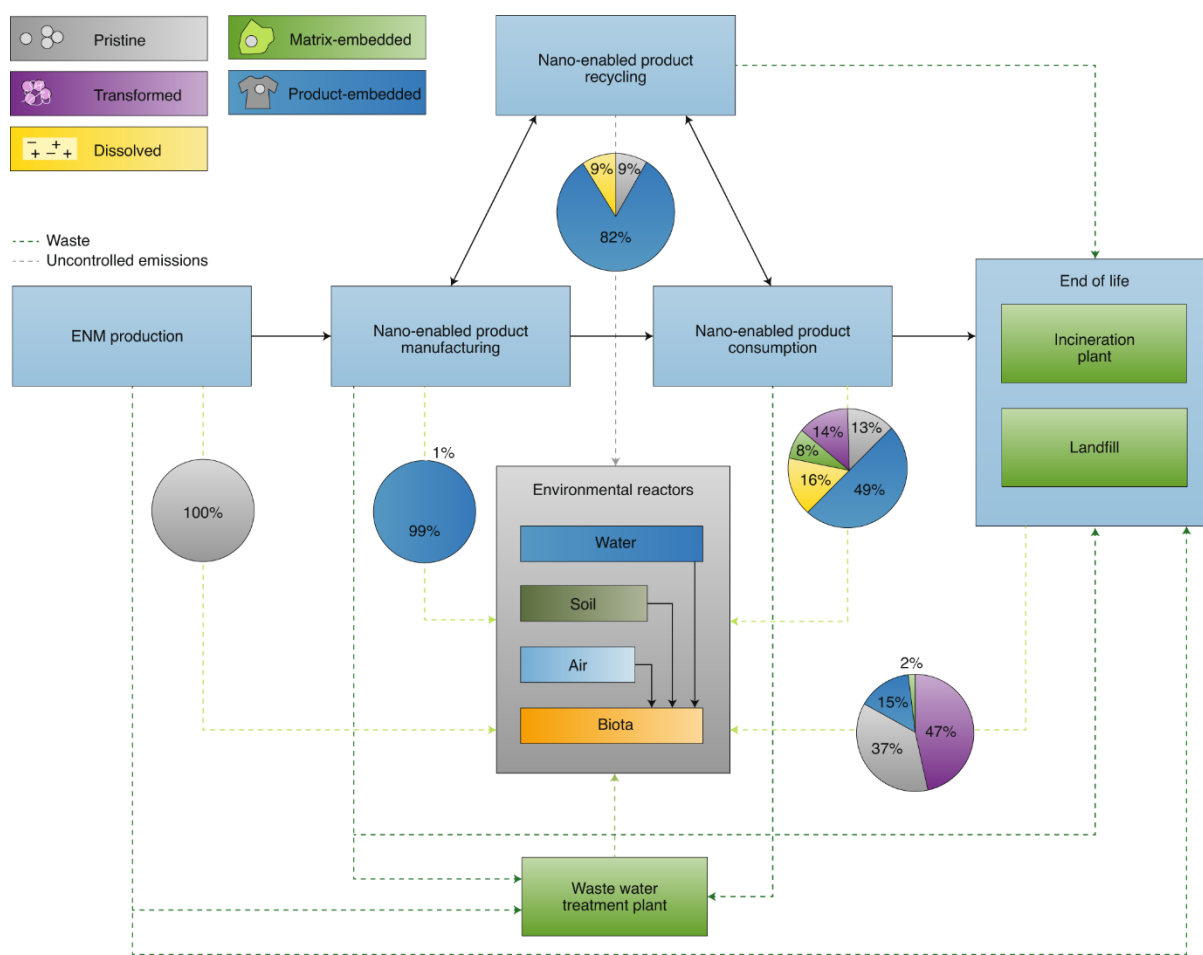 Pristine
Matrix-embedded
Transformed
Product-embedded
− +
+ − +
Dissolved
Nano-enabled product
recycling
9%
9%
82%
Waste
Uncontrolled emissions
ENM production
Nano-enabled product
manufacturing
Nano-enabled product
consumption
End of life
Incineration
plant
Landfill
100%
1%
99%
14%
13%
8%
16%
49%
Environmental reactors
Water
Soil
Air
Biota
2%
15%
47%
37%
Waste water
treatment plant